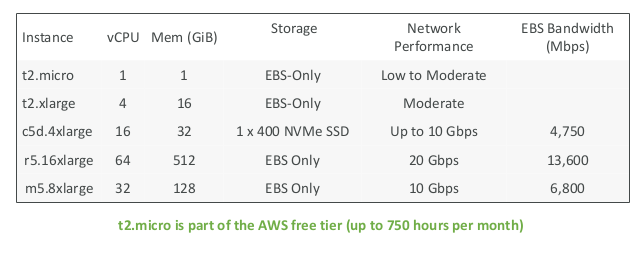 Instance vCPU Mem (GiB) Storage Network Performance EBS Bandwidth (Mbps)
t2.micro 1 1 EBS-Only Low to Moderate
t2.xlarge 4 16 EBS-Only Moderate
c5d.4xlarge 16 32 1 x 400 NVMe SSD Up to 10 Gbps 4,750
r5.16xlarge 64 512 EBS Only 20 Gbps 13,600
m5.8xlarge 32 128 EBS Only 10 Gbps 6,800
t2.micro is part of the AWS free tier (up to 750 hours per month)